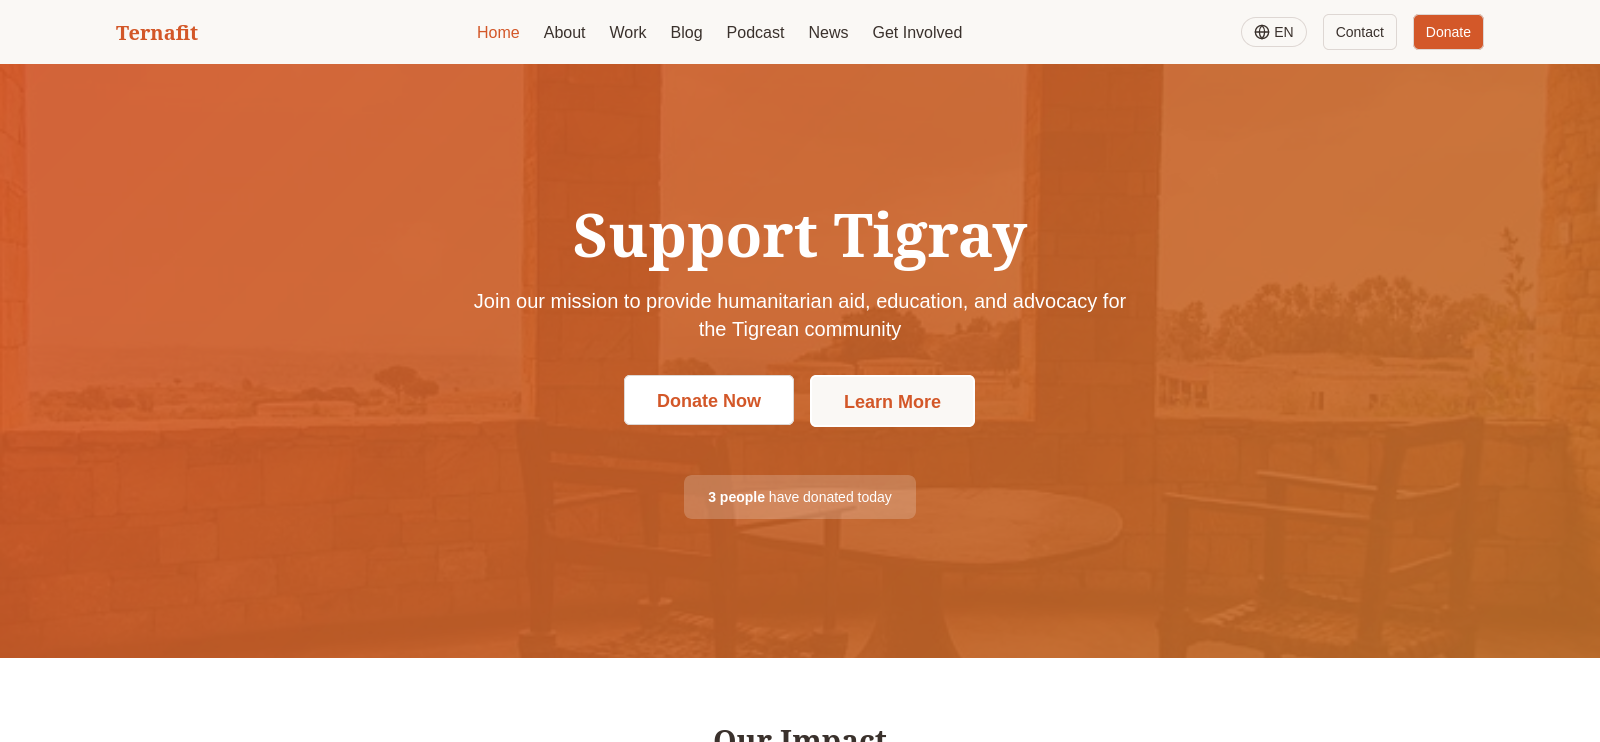 Ternafit
Home About Work Blog Podcast News Get Involved
EN
Contact
Donate
Support Tigray
Join our mission to provide humanitarian aid, education, and advocacy for
the Tigrean community
Donate Now
Learn More
3 people have donated today
Our Impact